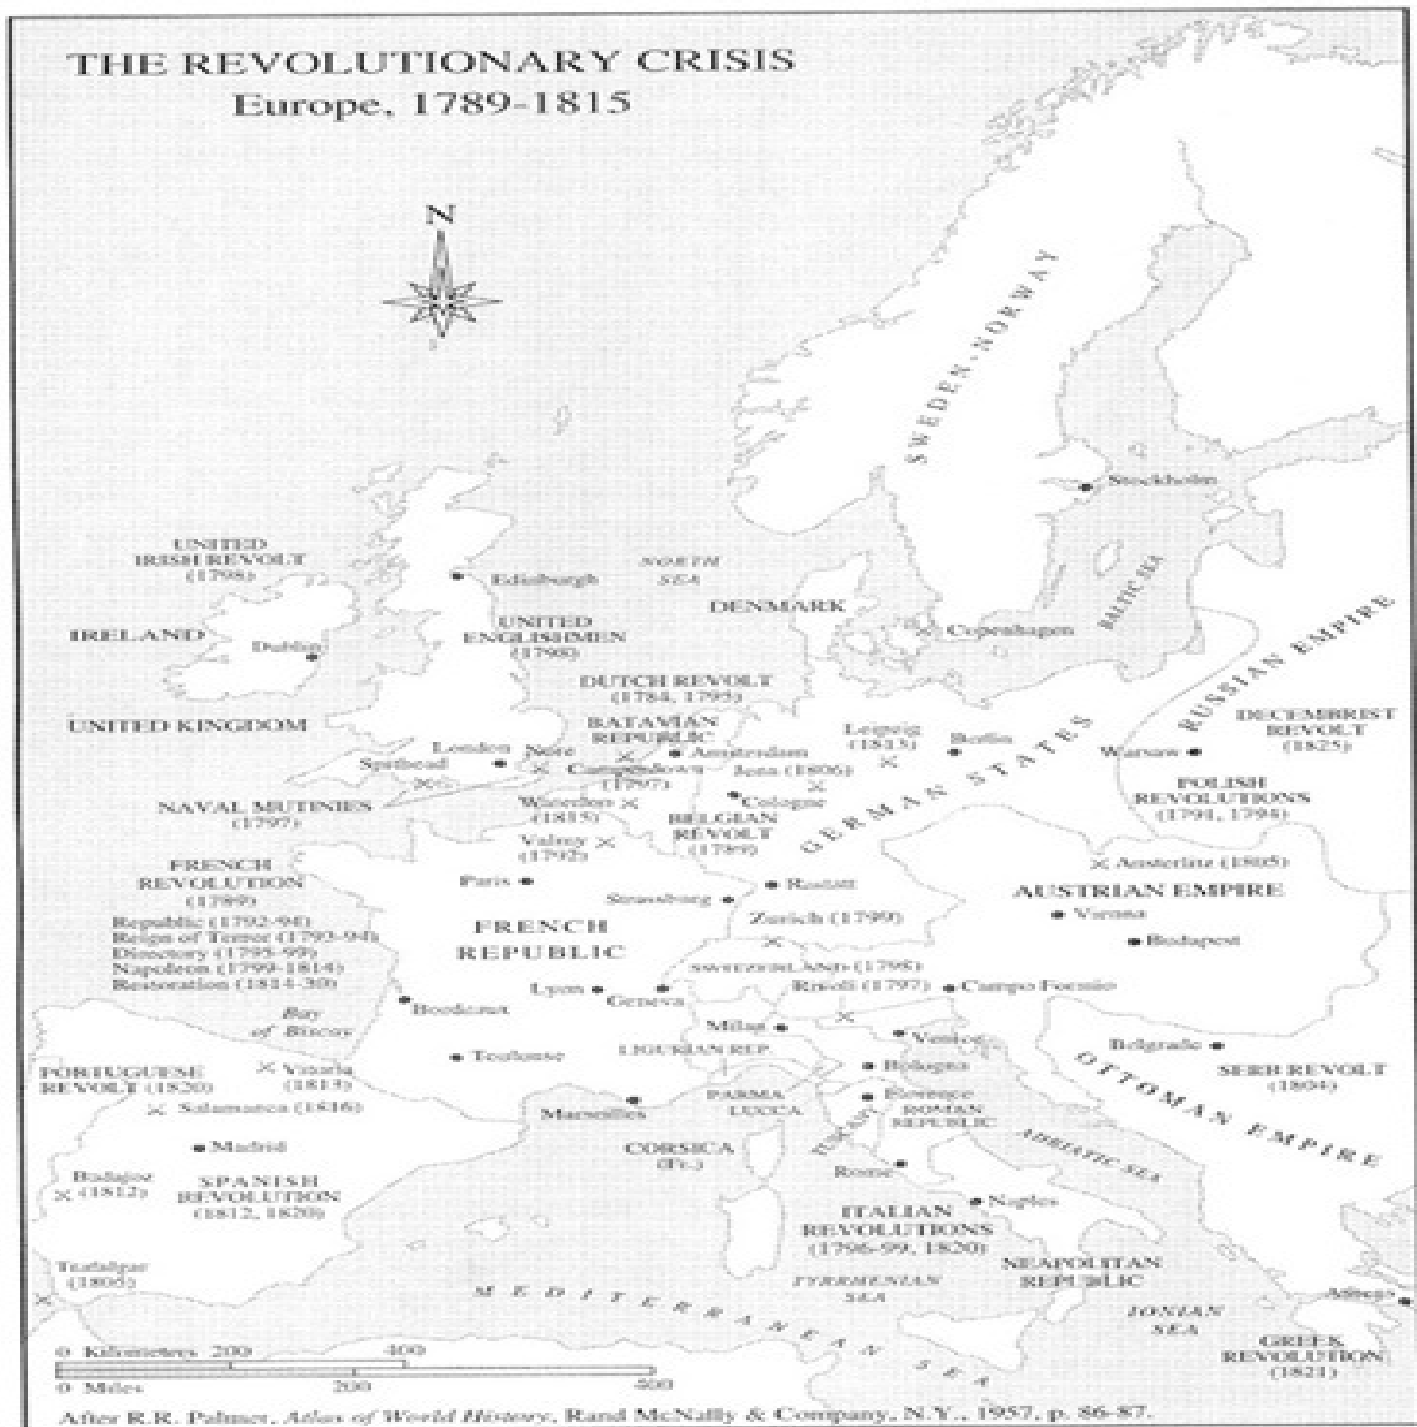 THE REVOLUTIONARY CRISIS
Europe, 1789-1815
N
SWEDEN-NORWAY
Stockholm
UNITED
IRISH REVOLT
(1798)
NORTH
SEA
Edinburgh
BALTIC SEA
DENMARK
IRELAND
Dublin
UNITED
ENGLISHMEN
(1798)
Copenhagen
RUSSIAN EMPIRE
DUTCH REVOLT
(1784, 1795)
UNITED KINGDOM
BATAVIAN
REPUBLIC
Leipzig
(1813)
Berlin
DECEMBRIST
REVOLT
(1825)
London
Nore
Amsterdam
Warsaw
Spithead
Camperdown
(1797)
Jena (1806)
GERMAN STATES
POLISH
REVOLUTIONS
(1791, 1794)
NAVAL MUTINIES
(1797)
Waterloo
(1815)
Cologne
BELGIAN
REVOLT
(1789)
Valmy
(1792)
FRENCH
REVOLUTION
(1789)
Republic (1792-94)
Reign of Terror (1793-94)
Directory (1795-99)
Napoleon (1799-1814)
Restoration (1814-30)
Paris
Strassburg
Rastatt
Austerlitz (1805)
AUSTRIAN EMPIRE
Vienna
Budapest
FRENCH
REPUBLIC
Zurich (1799)
SWITZERLAND (1798)
Lyon
Geneva
Rivoli (1797)
Campo Formio
Bay
of Biscay
Bordeaux
Milan
Venice
Belgrade
Toulouse
LIGURIAN REP.
Bologna
OTTOMAN EMPIRE
SERB REVOLT
(1804)
PORTUGUESE
REVOLT (1820)
Vitoria
(1813)
Salamanca (1816)
Marseilles
PARMA
LUCCA
Florence
ROMAN
REPUBLIC
TUSCANY
ADRIATIC SEA
Madrid
CORSICA
(Fr.)
Rome
Badajoz
(1812)
SPANISH
REVOLUTION
(1812, 1820)
Naples
ITALIAN
REVOLUTIONS
(1796-99, 1820)
NEAPOLITAN
REPUBLIC
Trafalgar
(1805)
MEDITERRANEAN SEA
TYRRHENIAN
SEA
IONIAN
SEA
Athens
GREEK
REVOLUTION
(1821)
0 Kilometers 200 400
0 Miles 200 400
After R.R. Palmer, Atlas of World History, Rand McNally & Company, N.Y., 1957, p. 86-87.